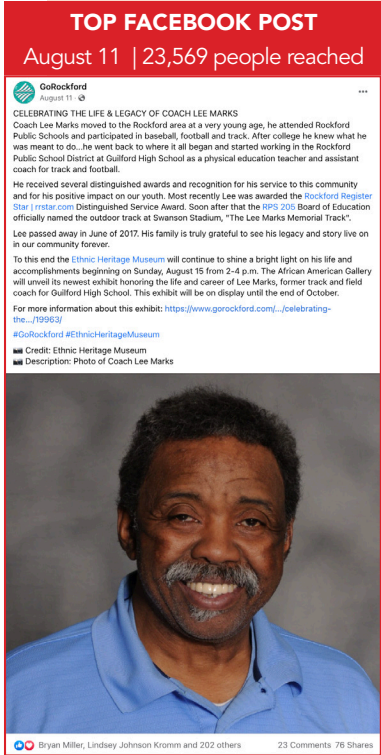 TOP FACEBOOK POST
August 11 | 23,569 people reached
GoRockford
August 11 ·
CELEBRATING THE LIFE & LEGACY OF COACH LEE MARKS
Coach Lee Marks moved to the Rockford area at a very young age, he attended Rockford
Public Schools and participated in baseball, football and track. After college he knew what he
was meant to do...he went back to where it all began and started working in the Rockford
Public School District at Guilford High School as a physical education teacher and assistant
coach for track and football.
He received several distinguished awards and recognition for his service to this community
and for his positive impact on our youth. Most recently Lee was awarded the Rockford Register
Star | rrstar.com Distinguished Service Award. Soon after that the RPS 205 Board of Education
officially named the outdoor track at Swanson Stadium, "The Lee Marks Memorial Track".
Lee passed away in June of 2017. His family is truly grateful to see his legacy and story live on
in our community forever.
To this end the Ethnic Heritage Museum will continue to shine a bright light on his life and
accomplishments beginning on Sunday, August 15 from 2-4 p.m. The African American Gallery
will unveil its newest exhibit honoring the life and career of Lee Marks, former track and field
coach for Guilford High School. This exhibit will be on display until the end of October.
For more information about this exhibit: https://www.gorockford.com/.../celebrating-
the.../19963/
#GoRockford #EthnicHeritageMuseum
📷 Credit: Ethnic Heritage Museum
📷 Description: Photo of Coach Lee Marks
Bryan Miller, Lindsey Johnson Kromm and 202 others 23 Comments 76 Shares